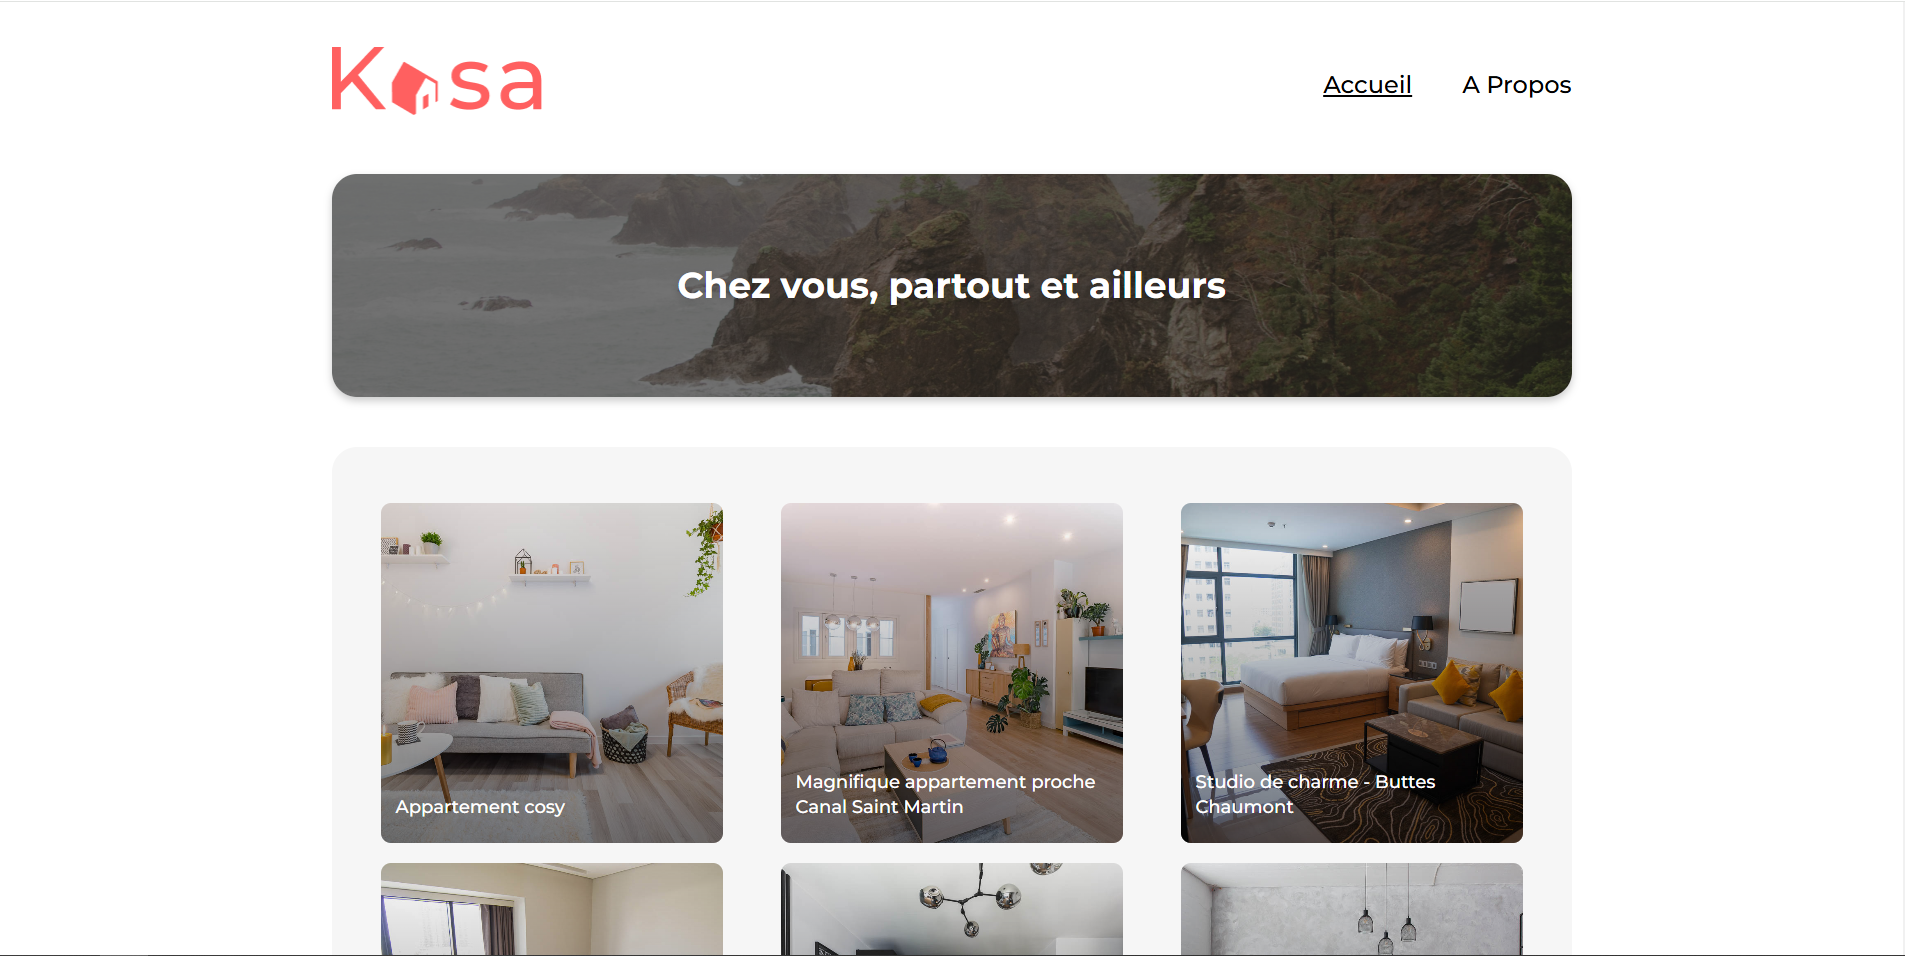 Kasa
Accueil
A Propos
Chez vous, partout et ailleurs
Appartement cosy
Magnifique appartement proche
Canal Saint Martin
Studio de charme - Buttes
Chaumont